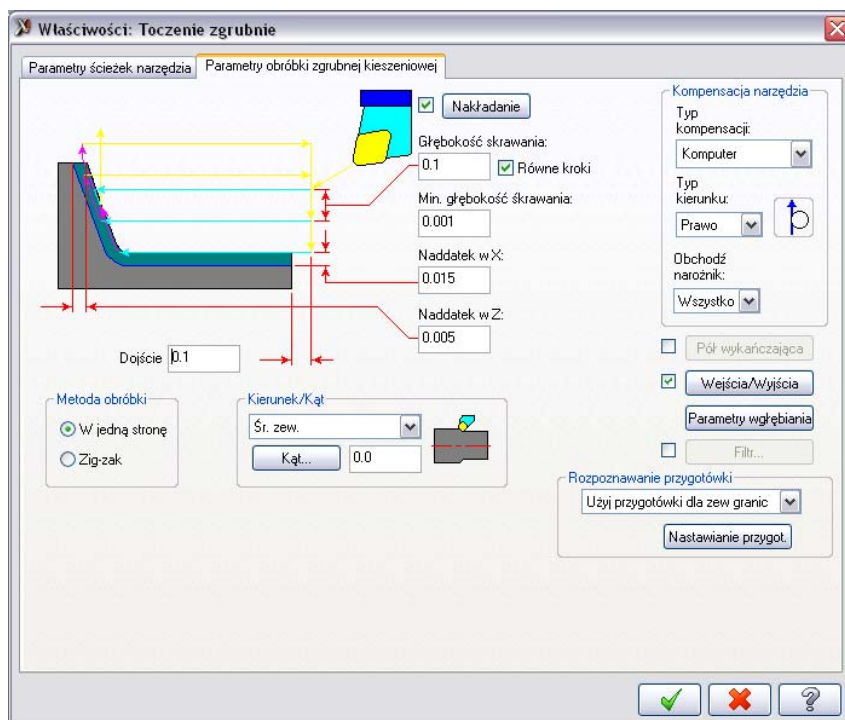 Właściwości: Toczenie zgrubnie
Parametry ścieżek narzędzia
Parametry obróbki zgrubnej kieszeniowej
Nakładanie
Głębokość skrawania:
0.1
Równe kroki
Min. głębokość śkrawania:
0.001
Naddatek w X:
0.015
Naddatek w Z:
0.005
Dojście 0.1
Metoda obróbki
W jedną stronę
Zig-zak
Kierunek/Kąt
Śr. zew.
Kąt... 0.0
Kompensacja narzędzia
Typ
kompensacji:
Komputer
Typ
kierunku:
Prawo
Obchodź
narożnik:
Wszystko
Pół wykańczająca
Wejścia/Wyjścia
Parametry wgłębiania
Filtr...
Rozpoznawanie przygotówki
Użyj przygotówki dla zew granic
Nastawianie przygot.